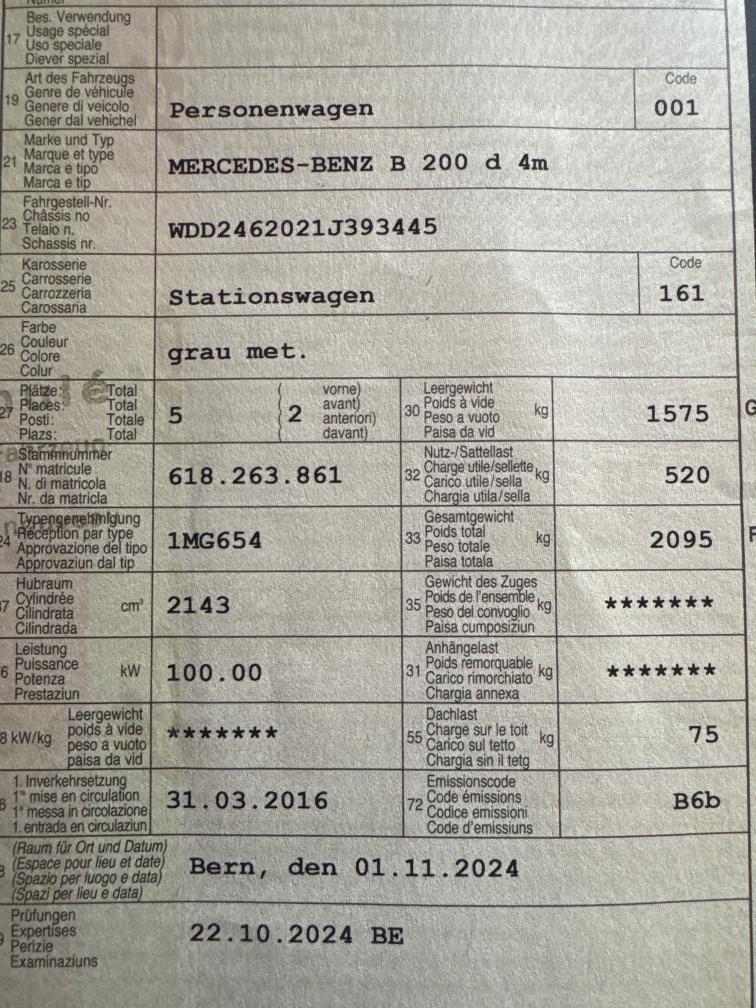 17 Bes. Verwendung
Usage spécial
Uso speciale
Diever spezial
19 Art des Fahrzeugs
Genre de véhicule
Genere di veicolo
Gener dal vehichel
Personenwagen
Code
001
21 Marke und Typ
Marque et type
Marca e tipo
Marca e tip
MERCEDES-BENZ B 200 d 4m
23 Fahrgestell-Nr.
Châssis no
Telaio n.
Schassis nr.
WDD2462021J393445
25 Karosserie
Carrosserie
Carrozzeria
Carossaria
Stationswagen
Code
161
26 Farbe
Couleur
Colore
Colur
grau met.
27 Plätze: Total
Places: Total
Posti: Totale
Plazs: Total
5
( 2 vorne)
avant)
anteriori)
davant)
30 Leergewicht
Poids à vide
Peso a vuoto
Paisa da vid
kg
1575
18 Stammnummer
N° matricule
N. di matricola
Nr. da matricla
618.263.861
32 Nutz-/Sattellast
Charge utile/sellette
Carico utile/sella
Chargia utila/sella
kg
520
24 Typengenehmigung
Réception par type
Approvazione del tipo
Approvaziun dal tip
1MG654
33 Gesamtgewicht
Poids total
Peso totale
Paisa totala
kg
2095
7 Hubraum
Cylindrée
Cilindrata
Cilindrada
cm³
2143
35 Gewicht des Zuges
Poids de l'ensemble
Peso del convoglio
Paisa cumposiziun
kg
*******
6 Leistung
Puissance
Potenza
Prestaziun
kW
100.00
31 Anhängelast
Poids remorquable
Carico rimorchiato
Chargia annexa
kg
*******
8 kW/kg
Leergewicht
poids à vide
peso a vuoto
paisa da vid
*******
55 Dachlast
Charge sur le toit
Carico sul tetto
Chargia sin il tetg
kg
75
6 1. Inverkehrsetzung
1re mise en circulation
1a messa in circolazione
1. entrada en circulaziun
31.03.2016
72 Emissionscode
Code émissions
Codice emissioni
Code d'emissiuns
B6b
(Raum für Ort und Datum)
(Espace pour lieu et date)
(Spazio per luogo e data)
(Spazi per lieu e data)
Bern, den 01.11.2024
Prüfungen
Expertises
Perizie
Examinaziuns
22.10.2024 BE